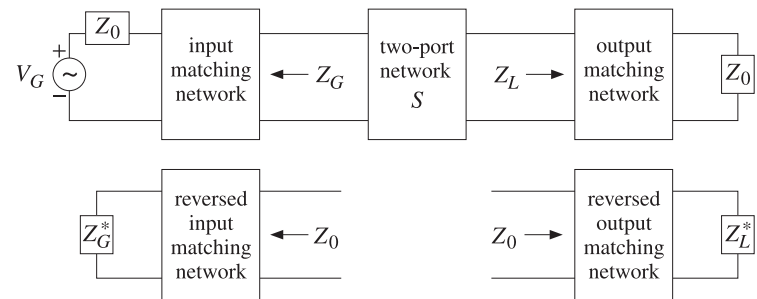 Z0
input
matching
network
two-port
network
S
output
matching
network
+
VG
~
−
ZG
ZL
Z0
reversed
input
matching
network
reversed
output
matching
network
ZG*
Z0
Z0
ZL*